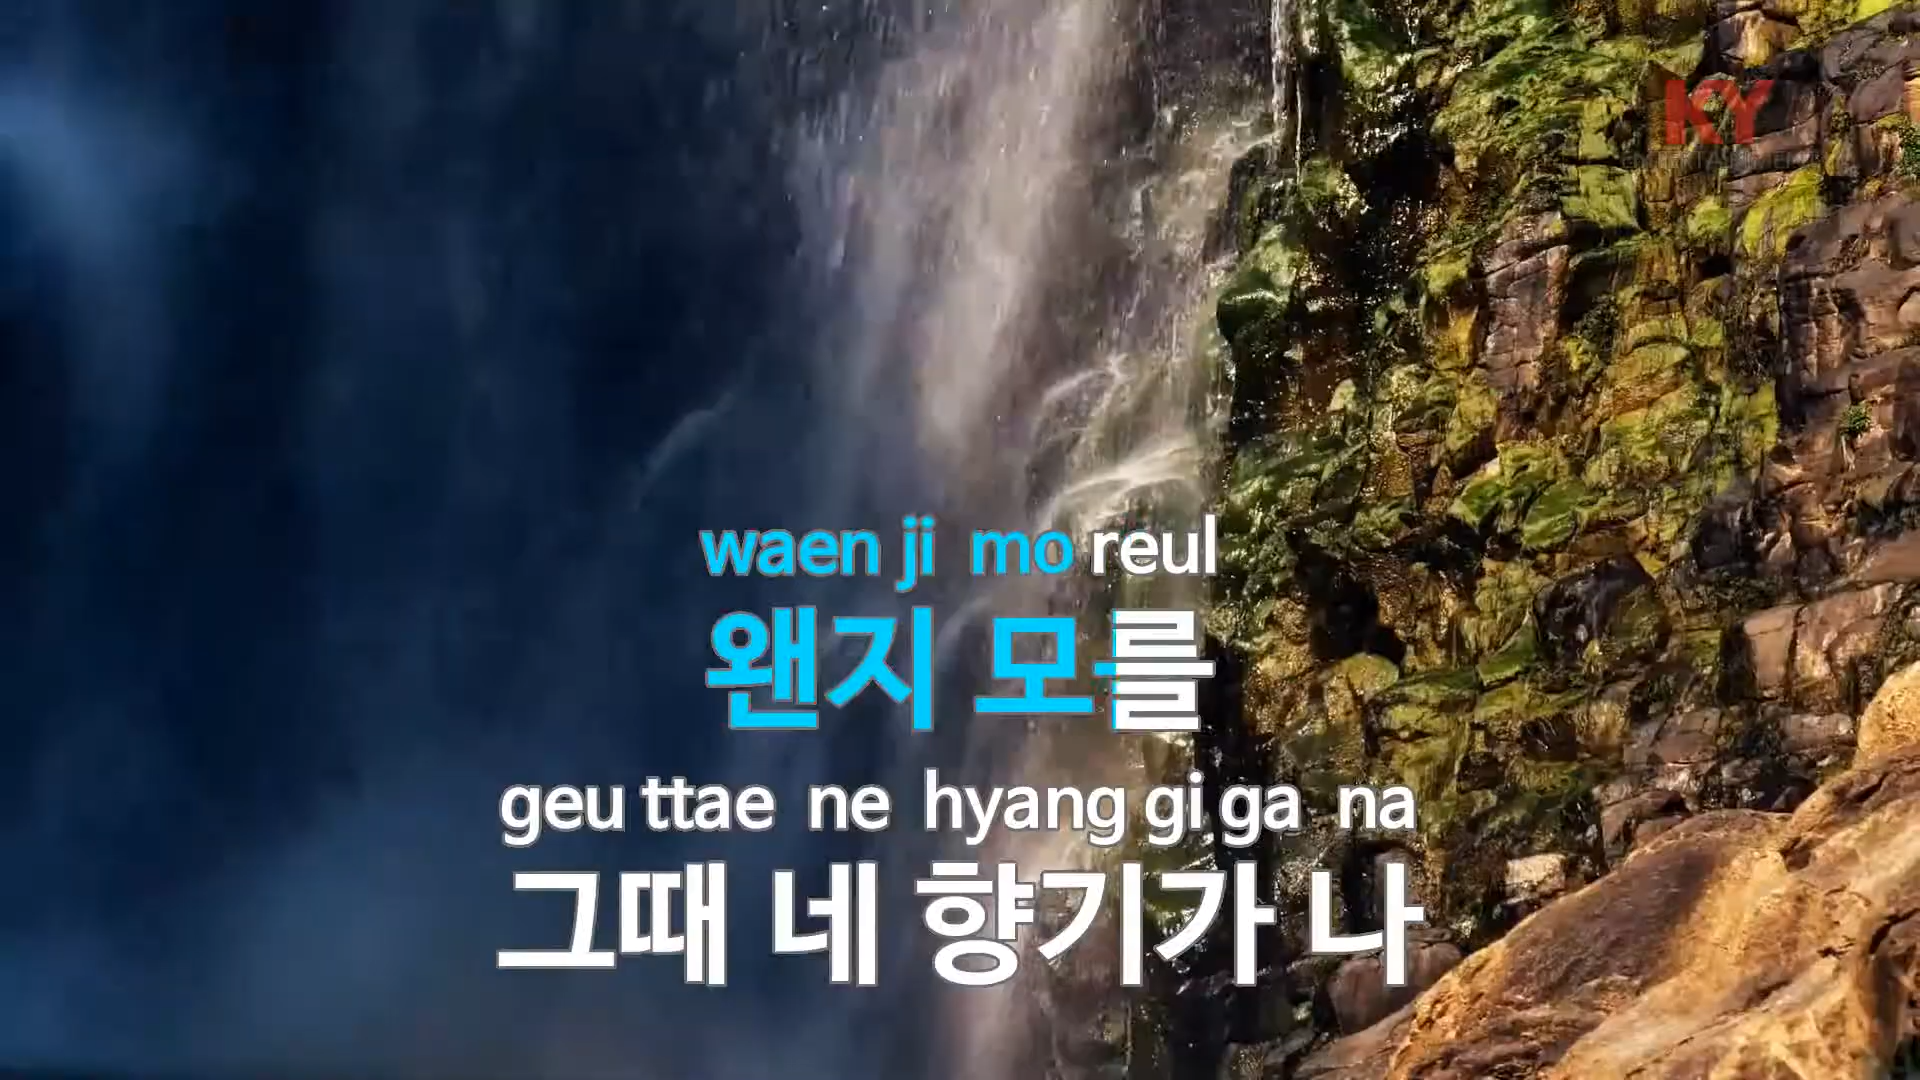 KY
ENTERTAINMENT
waen ji mo reul
왠지 모를
geu ttae ne hyang gi ga na
그때 네 향기가 나